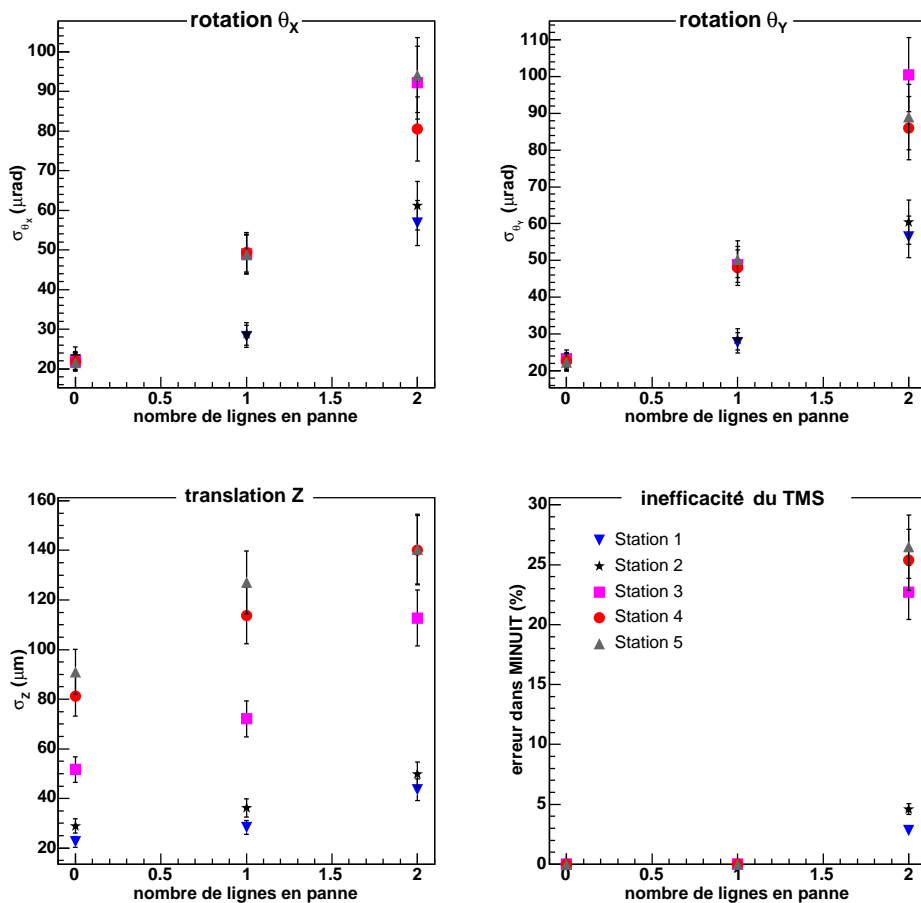 rotation θX
σθX (μrad)
100
90
80
70
60
50
40
30
20
0 0.5 1 1.5 2
nombre de lignes en panne
rotation θY
σθY (μrad)
110
100
90
80
70
60
50
40
30
20
0 0.5 1 1.5 2
nombre de lignes en panne
translation Z
σZ (μm)
160
140
120
100
80
60
40
20
0 0.5 1 1.5 2
nombre de lignes en panne
inefficacité du TMS
erreur dans MINUIT (%)
30
25
20
15
10
5
0
Station 1
Station 2
Station 3
Station 4
Station 5
0 0.5 1 1.5 2
nombre de lignes en panne